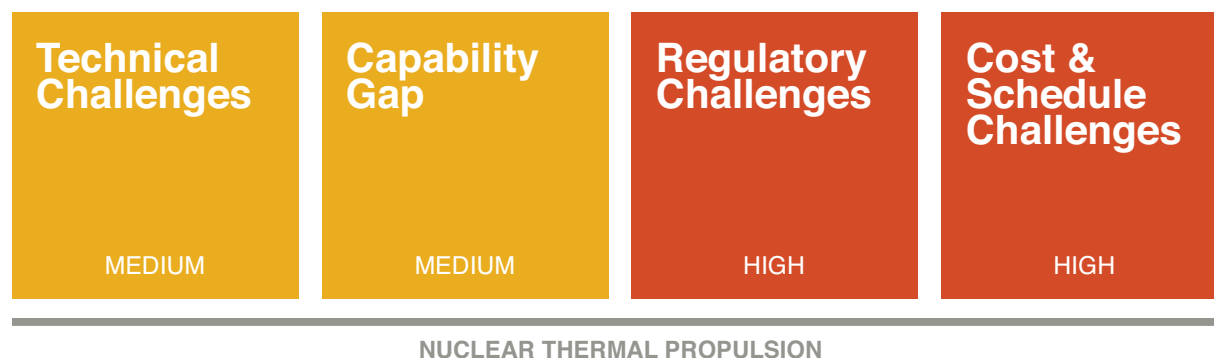 Technical
Challenges
MEDIUM
Capability
Gap
MEDIUM
Regulatory
Challenges
HIGH
Cost &
Schedule
Challenges
HIGH
NUCLEAR THERMAL PROPULSION